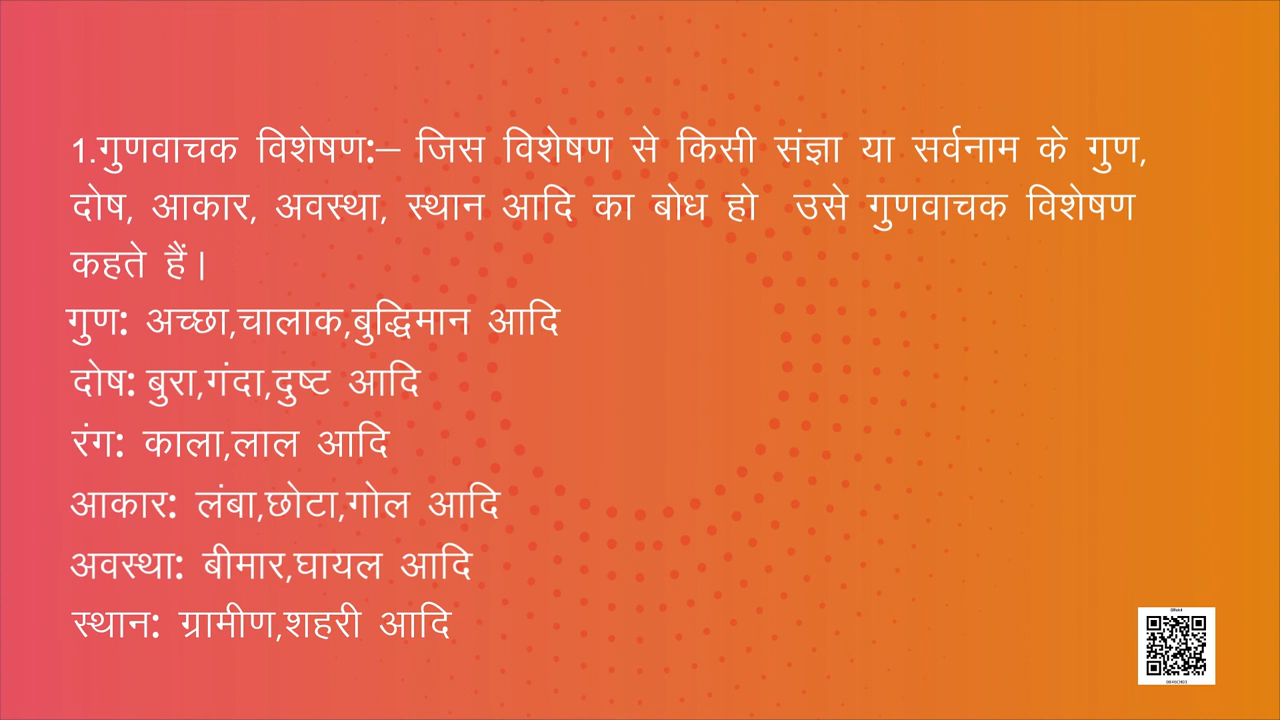 1.गुणवाचक विशेषण:– जिस विशेषण से किसी संज्ञा या सर्वनाम के गुण,
दोष, आकार, अवस्था, स्थान आदि का बोध हो उसे गुणवाचक विशेषण
कहते हैं|
गुण: अच्छा,चालाक,बुद्धिमान आदि
दोष: बुरा,गंदा,दुष्ट आदि
रंग: काला,लाल आदि
आकार: लंबा,छोटा,गोल आदि
अवस्था: बीमार,घायल आदि
स्थान: ग्रामीण,शहरी आदि